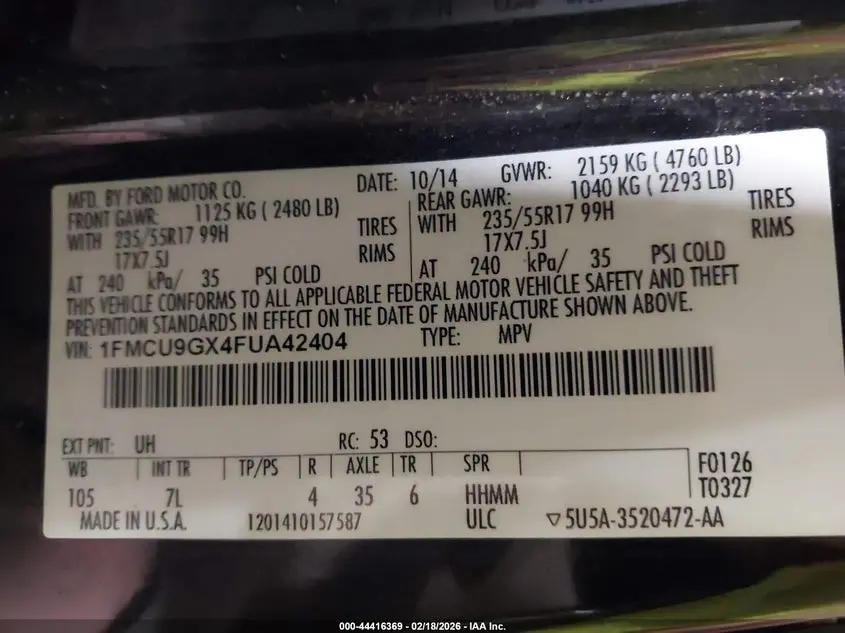 MFD. BY FORD MOTOR CO. DATE: 10/14 GVWR: 2159 KG ( 4760 LB)
FRONT GAWR: 1125 KG ( 2480 LB) REAR GAWR: 1040 KG ( 2293 LB)
WITH 235/55R17 99H TIRES WITH 235/55R17 99H TIRES
17X7.5J RIMS 17X7.5J RIMS
AT 240 kPa/ 35 PSI COLD AT 240 kPa/ 35 PSI COLD
THIS VEHICLE CONFORMS TO ALL APPLICABLE FEDERAL MOTOR VEHICLE SAFETY AND THEFT
PREVENTION STANDARDS IN EFFECT ON THE DATE OF MANUFACTURE SHOWN ABOVE.
VIN: 1FMCU9GX4FUA42404 TYPE: MPV
EXT PNT: UH RC: 53 DSO:
WB INT TR TP/PS R AXLE TR SPR F0126
105 7L 4 35 6 HHMM T0327
MADE IN U.S.A. 1201410157587 ULC ▽5U5A-3520472-AA
000-44416369 - 02/18/2026 - IAA Inc.